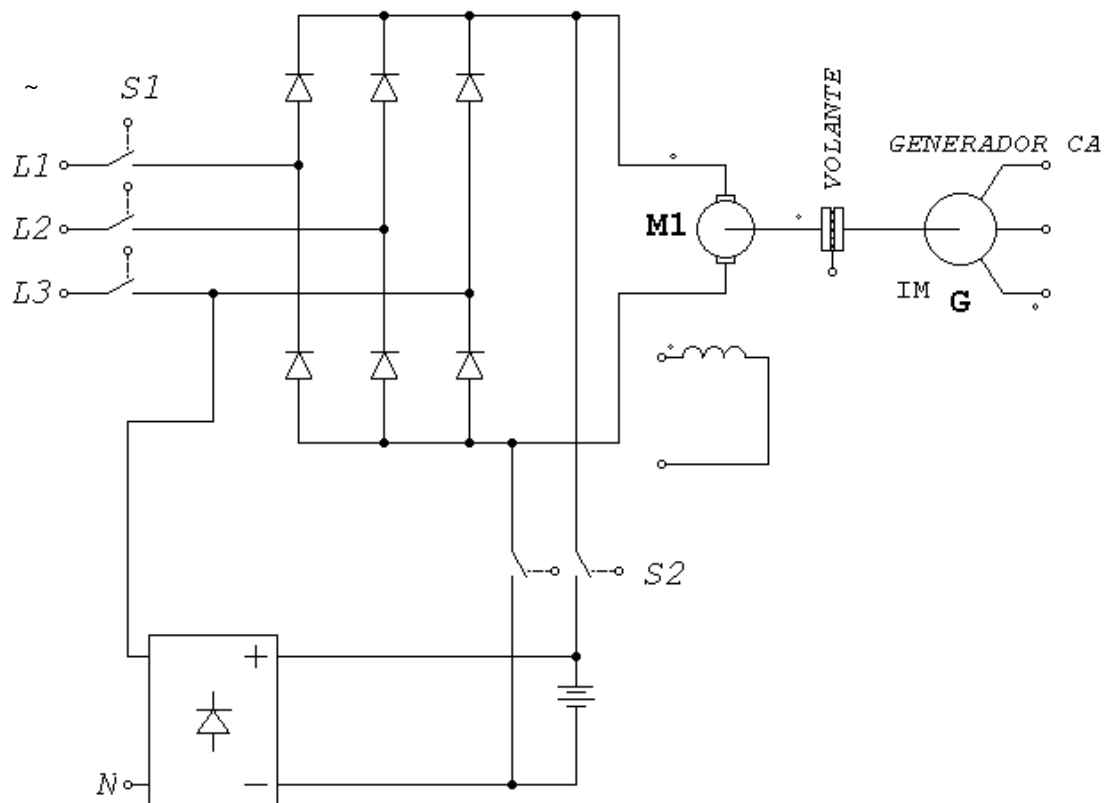 ~
S1
L1
L2
L3
M1
VOLANTE
GENERADOR CA
IM G
S2
+
−
N